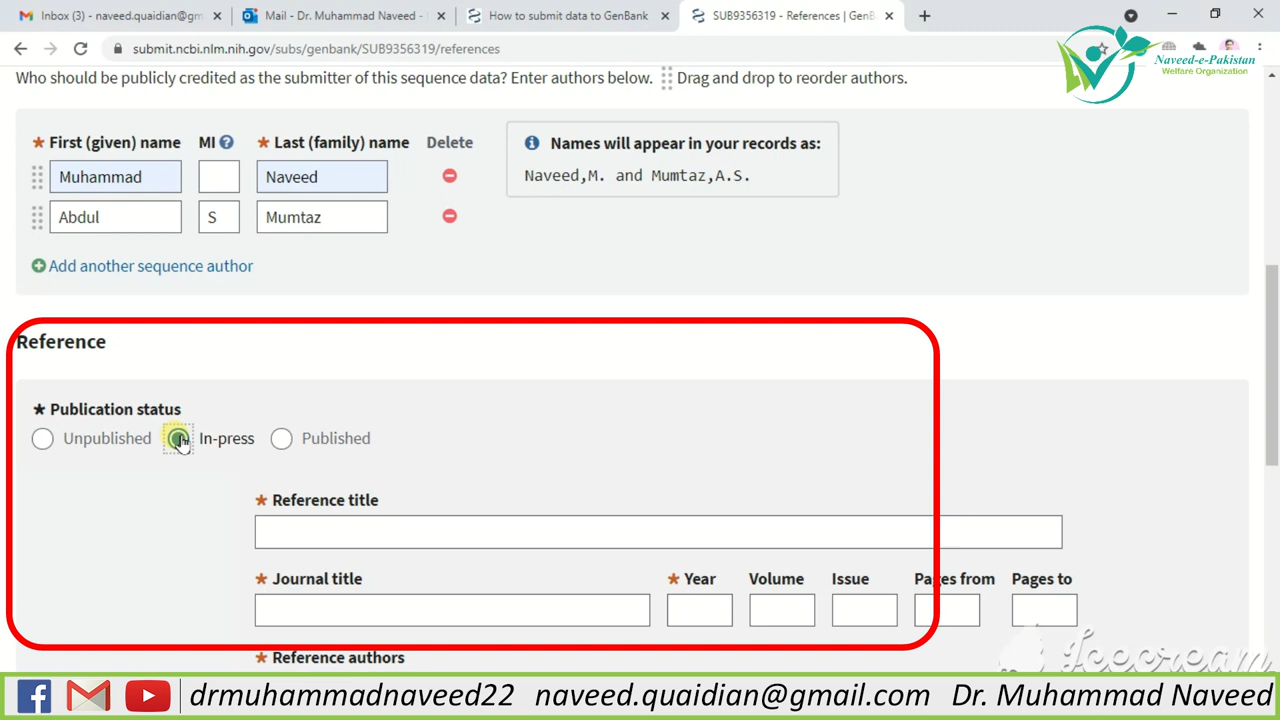 Inbox (3) - naveed.quaidian@gm
Mail - Dr. Muhammad Naveed -
How to submit data to GenBank
SUB9356319 - References | GenB
submit.ncbi.nlm.nih.gov/subs/genbank/SUB9356319/references
Naveed-e-Pakistan
Welfare Organization
Who should be publicly credited as the submitter of this sequence data? Enter authors below. Drag and drop to reorder authors.
* First (given) name MI ? * Last (family) name Delete
Muhammad Naveed
Abdul S Mumtaz
Names will appear in your records as:
Naveed,M. and Mumtaz,A.S.
Add another sequence author
Reference
* Publication status
Unpublished In-press Published
* Reference title
* Journal title * Year Volume Issue Pages from Pages to
* Reference authors
Icecream
drmuhammadnaveed22 naveed.quaidian@gmail.com Dr. Muhammad Naveed